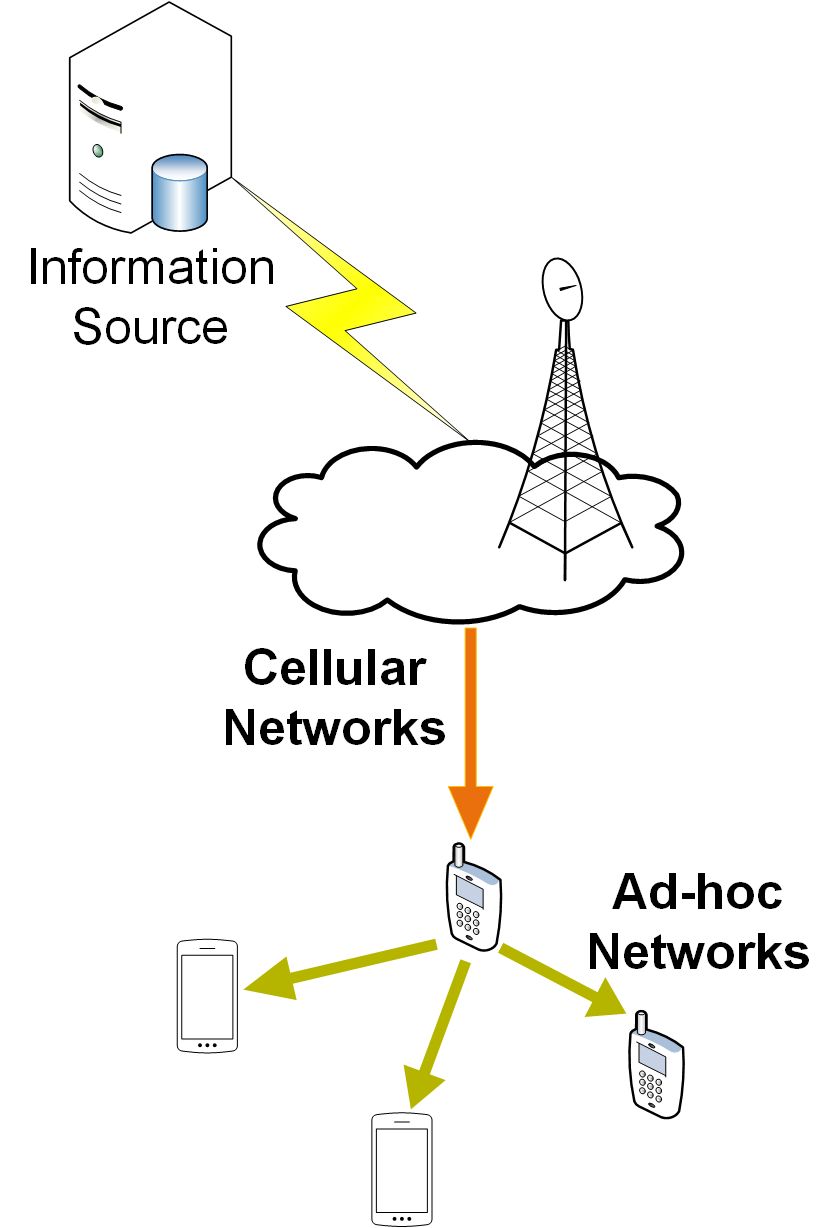 Information
Source
Cellular
Networks
Ad-hoc
Networks